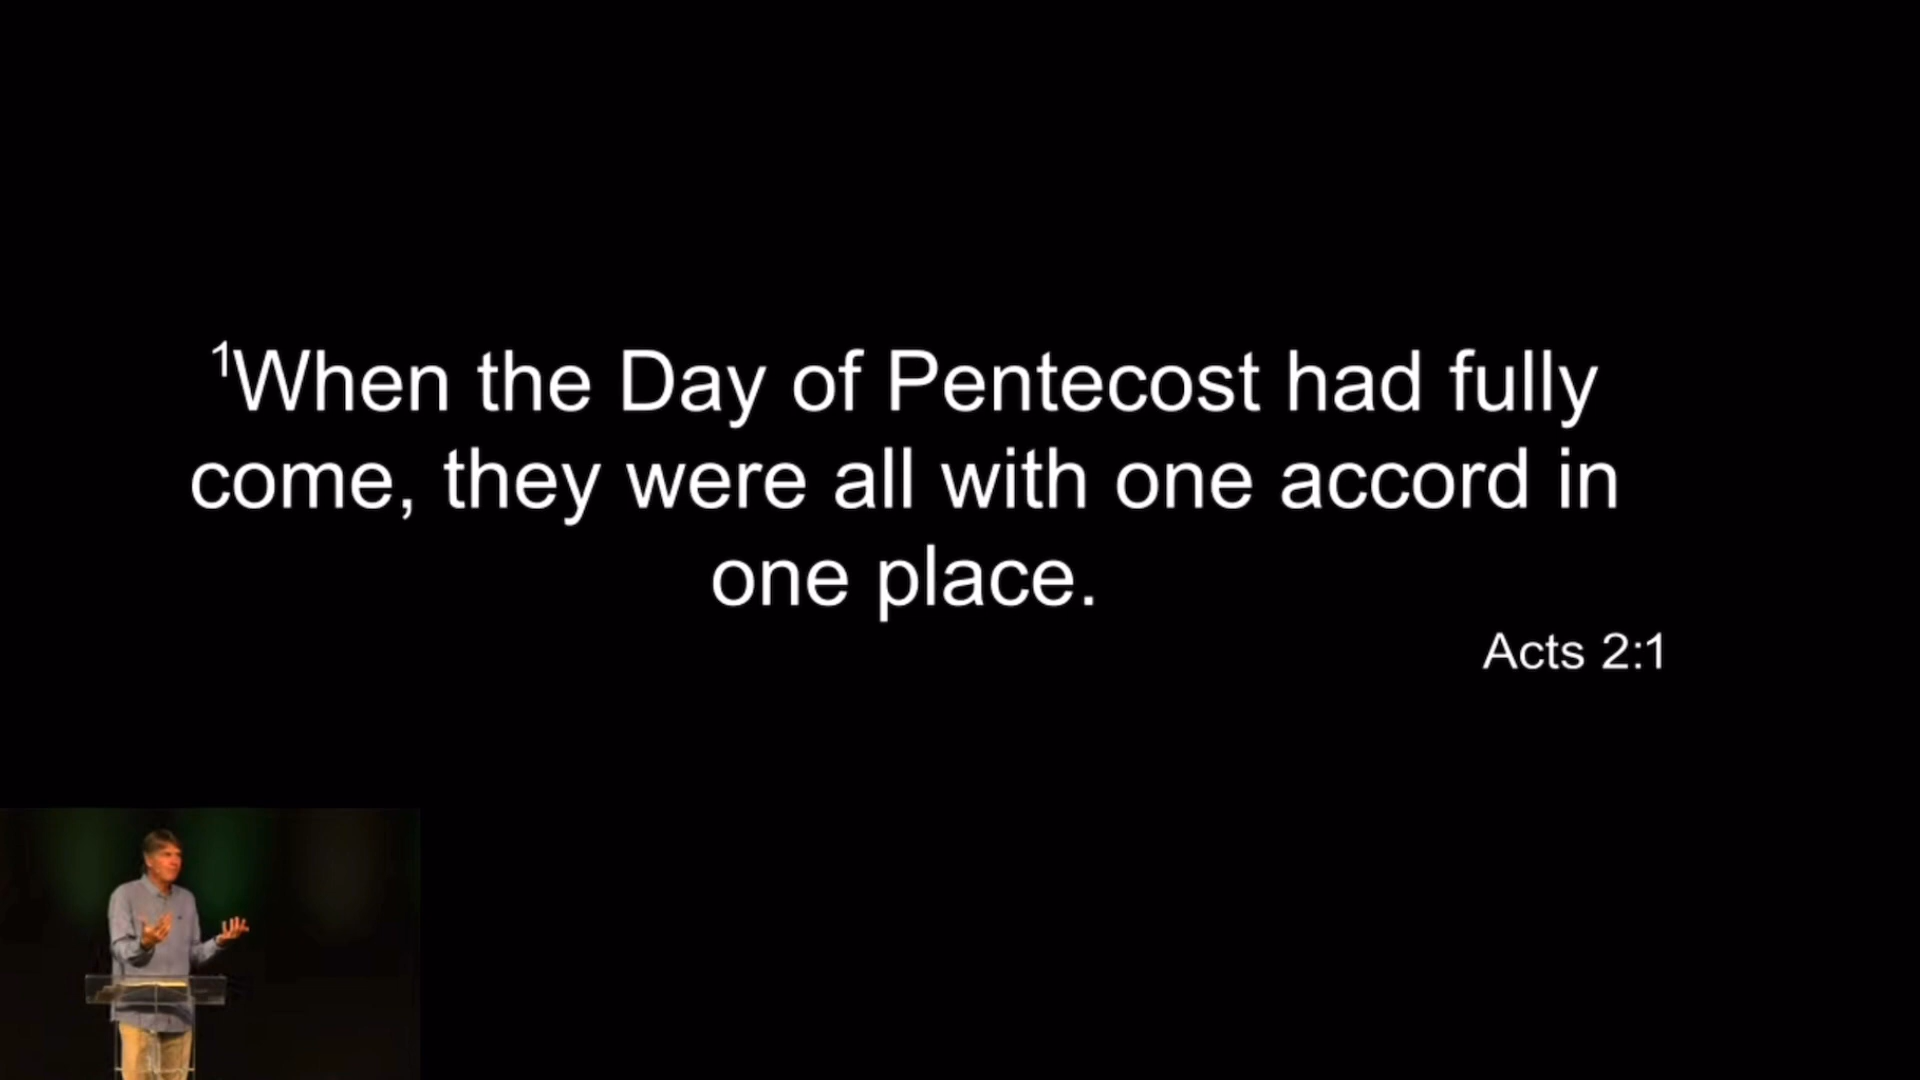 ¹When the Day of Pentecost had fully
come, they were all with one accord in
one place.
Acts 2:1